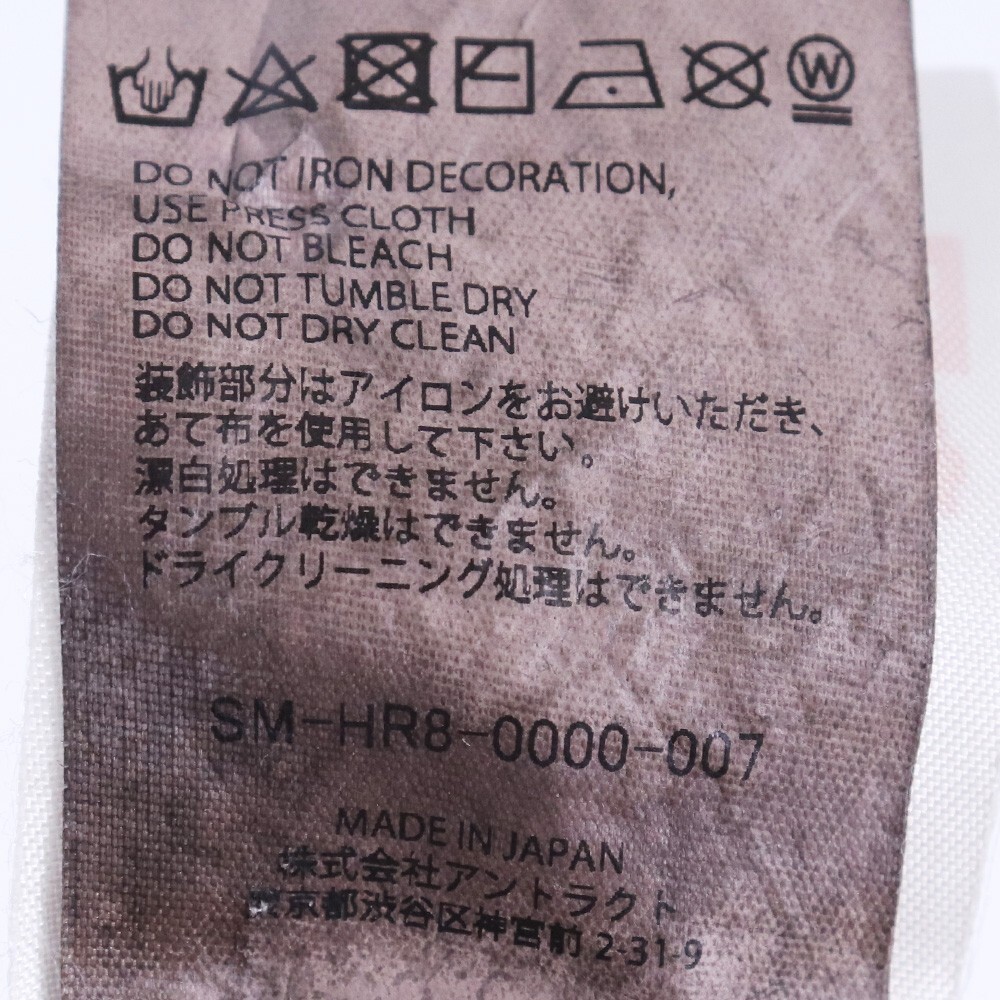 W
DO NOT IRON DECORATION,
USE PRESS CLOTH
DO NOT BLEACH
DO NOT TUMBLE DRY
DO NOT DRY CLEAN
装飾部分はアイロンをお避けいただき、
あて布を使用して下さい。
漂白処理はできません。
タンブル乾燥はできません。
ドライクリーニング処理はできません。
SM-HR8-0000-007
MADE IN JAPAN
株式会社アントラクト
東京都渋谷区神宮前 2-31-9